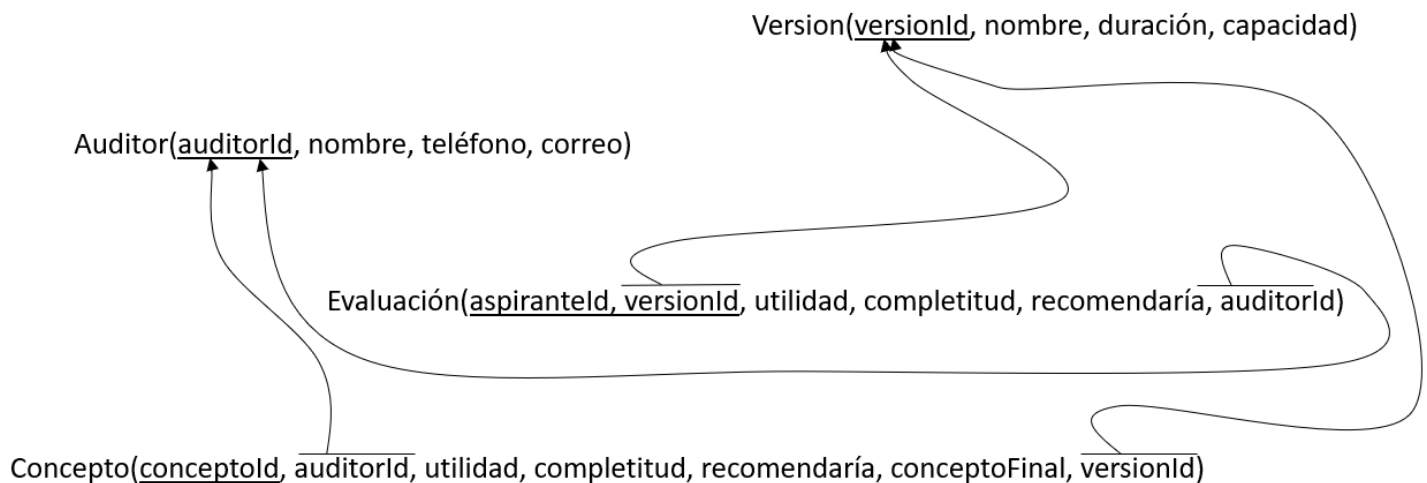 Version(versionId, nombre, duración, capacidad)
Auditor(auditorId, nombre, teléfono, correo)
Evaluación(aspiranteId, versionId, utilidad, completitud, recomendaría, auditorId)
Concepto(conceptoId, auditorId, utilidad, completitud, recomendaría, conceptoFinal, versionId)